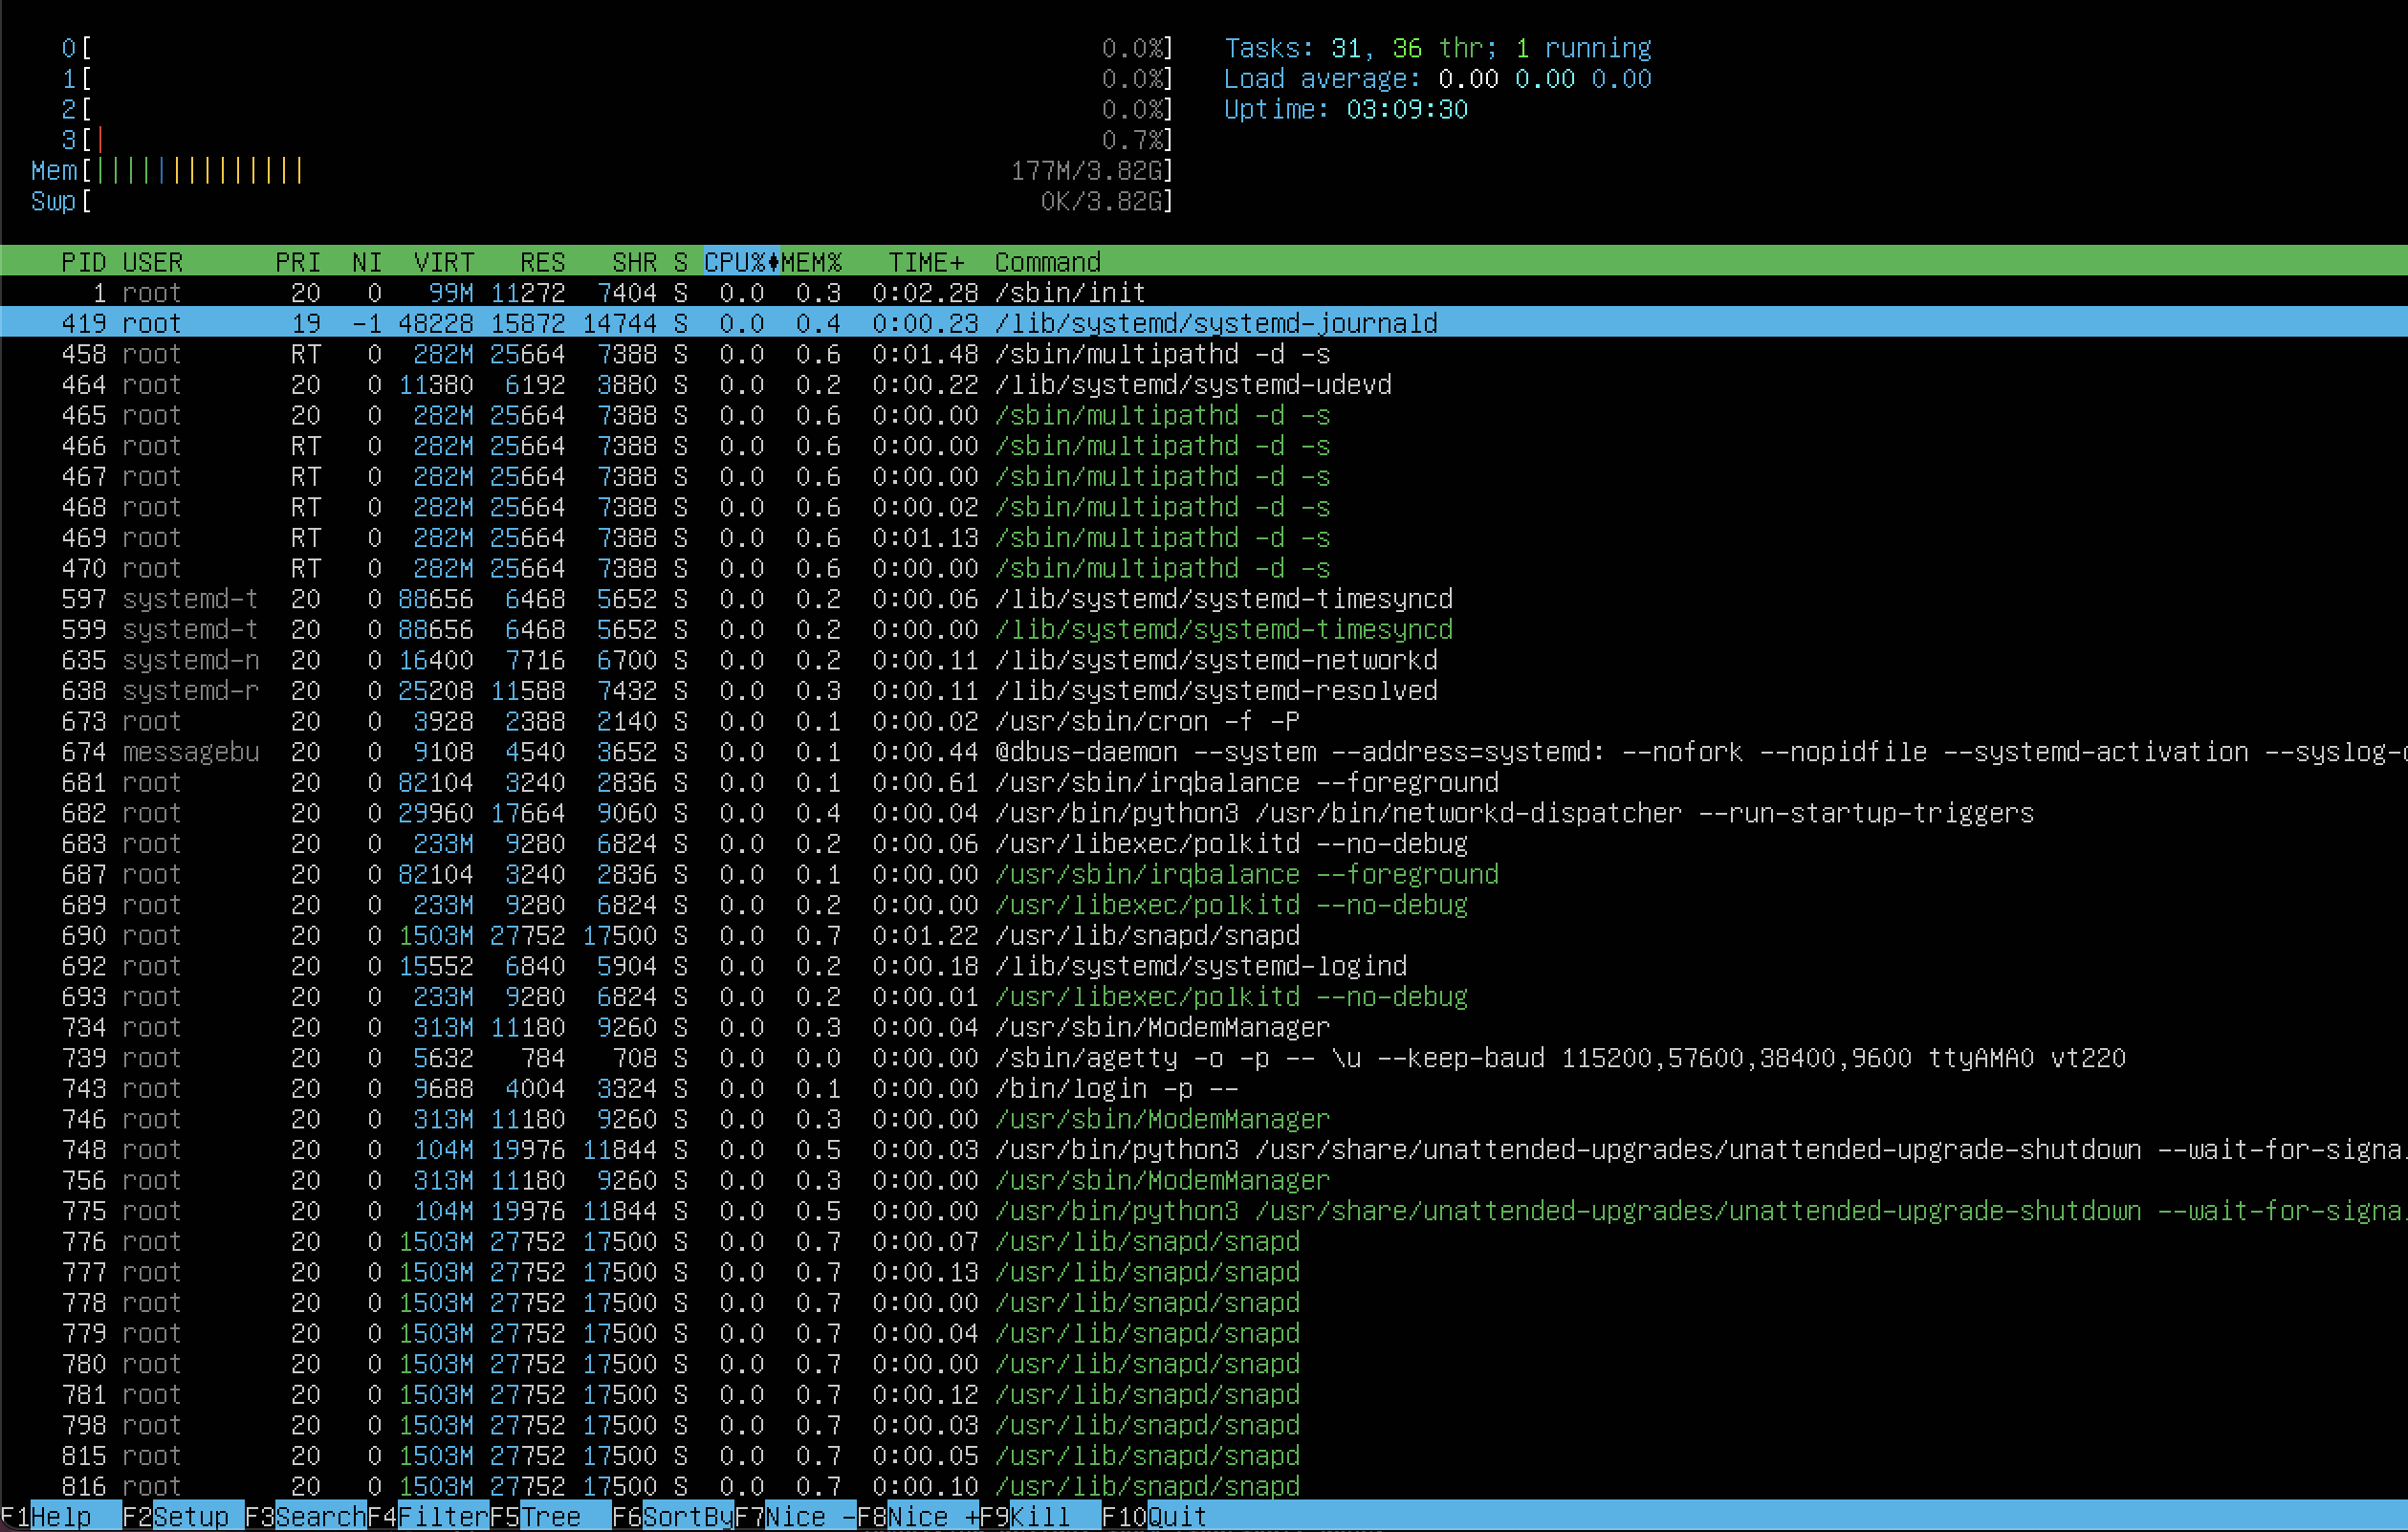 0[ 0.0%] Tasks: 31, 36 thr; 1 running
1[ 0.0%] Load average: 0.00 0.00 0.00
2[ 0.0%] Uptime: 03:09:30
3[| 0.7%]
Mem[|||||||||||||| 177M/3.82G]
Swp[ 0K/3.82G]
PID USER PRI NI VIRT RES SHR S CPU% MEM% TIME+ Command
1 root 20 0 99M 11272 7404 S 0.0 0.3 0:02.28 /sbin/init
419 root 19 -1 48228 15872 14744 S 0.0 0.4 0:00.23 /lib/systemd/systemd-journald
458 root RT 0 282M 25664 7388 S 0.0 0.6 0:01.48 /sbin/multipathd -d -s
464 root 20 0 11380 6192 3880 S 0.0 0.2 0:00.22 /lib/systemd/systemd-udevd
465 root 20 0 282M 25664 7388 S 0.0 0.6 0:00.00 /sbin/multipathd -d -s
466 root RT 0 282M 25664 7388 S 0.0 0.6 0:00.00 /sbin/multipathd -d -s
467 root RT 0 282M 25664 7388 S 0.0 0.6 0:00.00 /sbin/multipathd -d -s
468 root RT 0 282M 25664 7388 S 0.0 0.6 0:00.02 /sbin/multipathd -d -s
469 root RT 0 282M 25664 7388 S 0.0 0.6 0:01.13 /sbin/multipathd -d -s
470 root RT 0 282M 25664 7388 S 0.0 0.6 0:00.00 /sbin/multipathd -d -s
597 systemd-t 20 0 88656 6468 5652 S 0.0 0.2 0:00.06 /lib/systemd/systemd-timesyncd
599 systemd-t 20 0 88656 6468 5652 S 0.0 0.2 0:00.00 /lib/systemd/systemd-timesyncd
635 systemd-n 20 0 16400 7716 6700 S 0.0 0.2 0:00.11 /lib/systemd/systemd-networkd
638 systemd-r 20 0 25208 11588 7432 S 0.0 0.3 0:00.11 /lib/systemd/systemd-resolved
673 root 20 0 3928 2388 2140 S 0.0 0.1 0:00.02 /usr/sbin/cron -f -P
674 messagebu 20 0 9108 4540 3652 S 0.0 0.1 0:00.44 @dbus-daemon --system --address=systemd: --nofork --nopidfile --systemd-activation --syslog-
681 root 20 0 82104 3240 2836 S 0.0 0.1 0:00.61 /usr/sbin/irqbalance --foreground
682 root 20 0 29960 17664 9060 S 0.0 0.4 0:00.04 /usr/bin/python3 /usr/bin/networkd-dispatcher --run-startup-triggers
683 root 20 0 233M 9280 6824 S 0.0 0.2 0:00.06 /usr/libexec/polkitd --no-debug
687 root 20 0 82104 3240 2836 S 0.0 0.1 0:00.00 /usr/sbin/irqbalance --foreground
689 root 20 0 233M 9280 6824 S 0.0 0.2 0:00.00 /usr/libexec/polkitd --no-debug
690 root 20 0 1503M 27752 17500 S 0.0 0.7 0:01.22 /usr/lib/snapd/snapd
692 root 20 0 15552 6840 5904 S 0.0 0.2 0:00.18 /lib/systemd/systemd-logind
693 root 20 0 233M 9280 6824 S 0.0 0.2 0:00.01 /usr/libexec/polkitd --no-debug
734 root 20 0 313M 11180 9260 S 0.0 0.3 0:00.04 /usr/sbin/ModemManager
739 root 20 0 5632 784 708 S 0.0 0.0 0:00.00 /sbin/agetty -o -p -- \u --keep-baud 115200,57600,38400,9600 ttyAMA0 vt220
743 root 20 0 9688 4004 3324 S 0.0 0.1 0:00.00 /bin/login -p --
746 root 20 0 313M 11180 9260 S 0.0 0.3 0:00.00 /usr/sbin/ModemManager
748 root 20 0 104M 19976 11844 S 0.0 0.5 0:00.03 /usr/bin/python3 /usr/share/unattended-upgrades/unattended-upgrade-shutdown --wait-for-signa
756 root 20 0 313M 11180 9260 S 0.0 0.3 0:00.00 /usr/sbin/ModemManager
775 root 20 0 104M 19976 11844 S 0.0 0.5 0:00.00 /usr/bin/python3 /usr/share/unattended-upgrades/unattended-upgrade-shutdown --wait-for-signa
776 root 20 0 1503M 27752 17500 S 0.0 0.7 0:00.07 /usr/lib/snapd/snapd
777 root 20 0 1503M 27752 17500 S 0.0 0.7 0:00.13 /usr/lib/snapd/snapd
778 root 20 0 1503M 27752 17500 S 0.0 0.7 0:00.00 /usr/lib/snapd/snapd
779 root 20 0 1503M 27752 17500 S 0.0 0.7 0:00.04 /usr/lib/snapd/snapd
780 root 20 0 1503M 27752 17500 S 0.0 0.7 0:00.00 /usr/lib/snapd/snapd
781 root 20 0 1503M 27752 17500 S 0.0 0.7 0:00.12 /usr/lib/snapd/snapd
798 root 20 0 1503M 27752 17500 S 0.0 0.7 0:00.03 /usr/lib/snapd/snapd
815 root 20 0 1503M 27752 17500 S 0.0 0.7 0:00.05 /usr/lib/snapd/snapd
816 root 20 0 1503M 27752 17500 S 0.0 0.7 0:00.10 /usr/lib/snapd/snapd
F1Help F2Setup F3SearchF4FilterF5Tree F6SortByF7Nice -F8Nice +F9Kill F10Quit